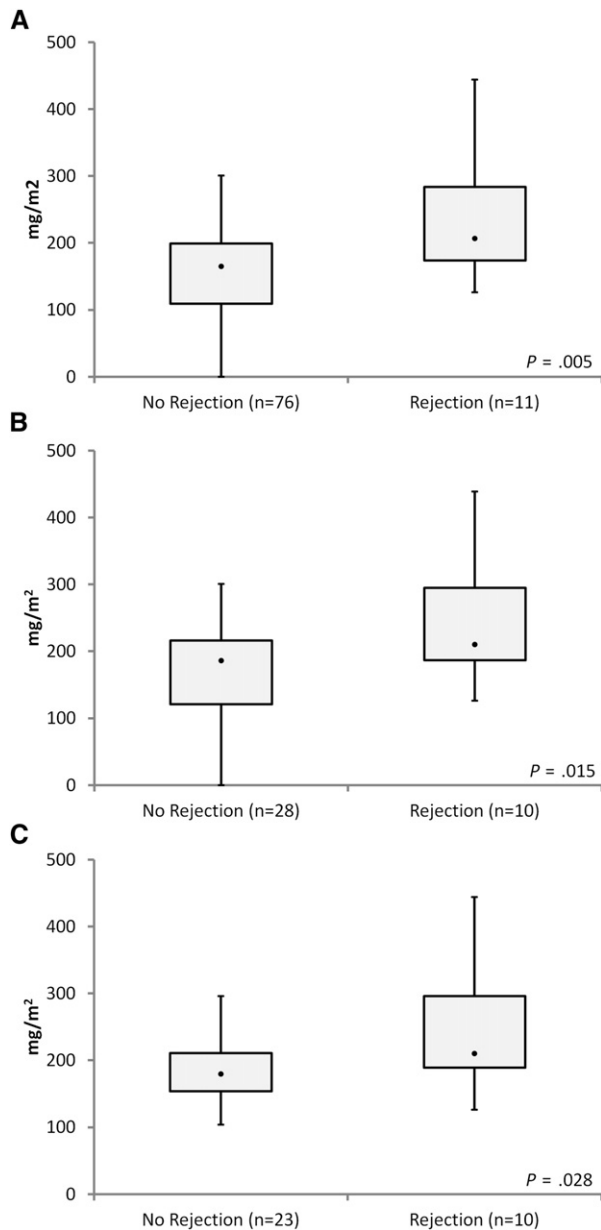 A
500
400
300
200
100
0
mg/m2
P = .005
No Rejection (n=76) Rejection (n=11)
B
500
400
300
200
100
0
mg/m²
P = .015
No Rejection (n=28) Rejection (n=10)
C
500
400
300
200
100
0
mg/m²
P = .028
No Rejection (n=23) Rejection (n=10)